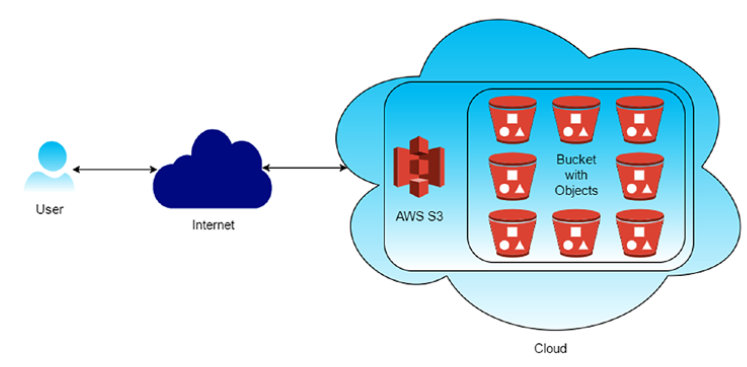 User
Internet
AWS S3
Bucket
with
Objects
Cloud